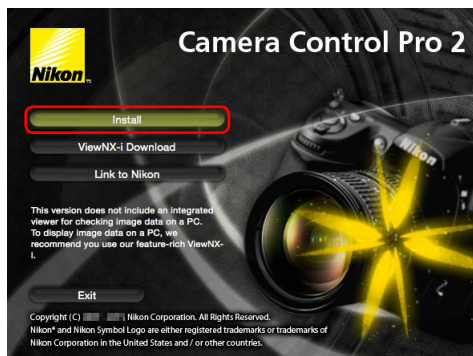 Camera Control Pro 2
Nikon
Install
ViewNX-i Download
Link to Nikon
This version does not include an integrated
viewer for checking image data on a PC.
To display image data on a PC, we
recommend you use our feature-rich ViewNX-
i.
Exit
Copyright (C) Nikon Corporation. All Rights Reserved.
Nikon® and Nikon Symbol Logo are either registered trademarks or trademarks of
Nikon Corporation in the United States and / or other countries.
Nikon